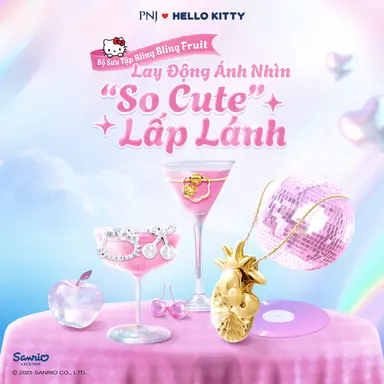 PNJ HELLO KITTY
Bộ Sưu Tập Bling Bling Fruit
Lay Động Ánh Nhìn
“So Cute”
Lấp Lánh
Sanrio
LICENSE
© 2025 SANRIO CO., LTD.